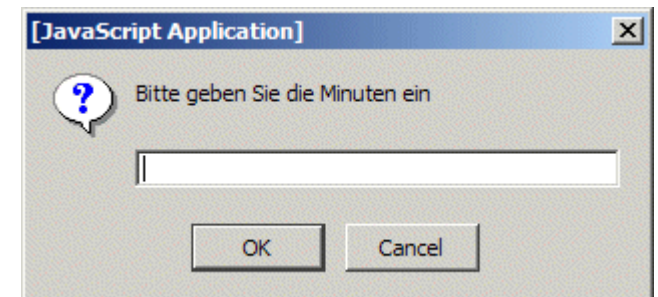 [JavaScript Application]
Bitte geben Sie die Minuten ein
OK Cancel